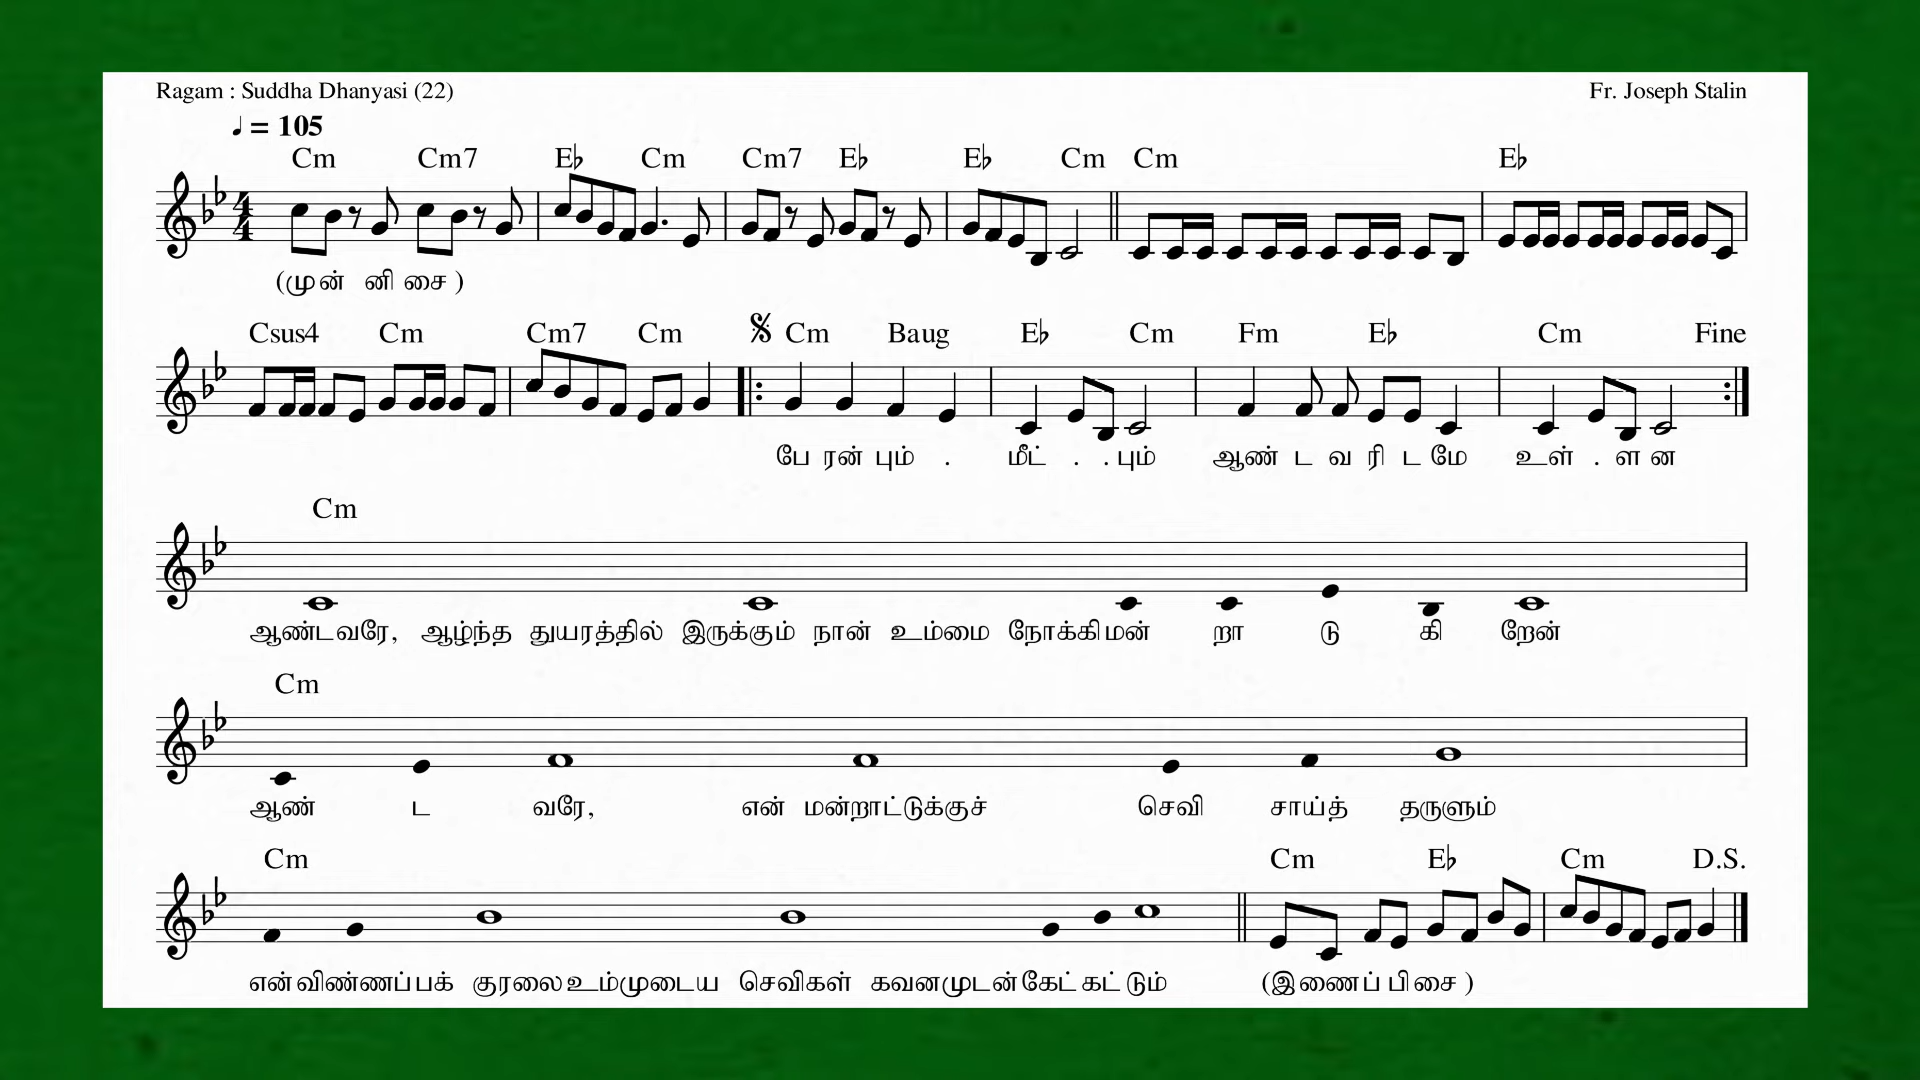 Ragam : Suddha Dhanyasi (22) Fr. Joseph Stalin
♩ = 105
Cm Cm7 E♭ Cm Cm7 E♭ E♭ Cm Cm E♭
(முன் னி சை )
Csus4 Cm Cm7 Cm Cm Baug E♭ Cm Fm E♭ Cm Fine
பே ரன் பும் . மீட் . . பும் ஆண் ட வ ரி ட மே உள் . ள ன
Cm
ஆண்டவரே, ஆழ்ந்த துயரத்தில் இருக்கும் நான் உம்மை நோக்கி மன் றா டு கி றேன்
Cm
ஆண் ட வரே, என் மன்றாட்டுக்குச் செவி சாய்த் தருளும்
Cm Cm E♭ Cm D.S.
என் விண்ணப்பக் குரலை உம்முடைய செவிகள் கவனமுடன் கேட் கட் டும் (இணைப் பிசை )